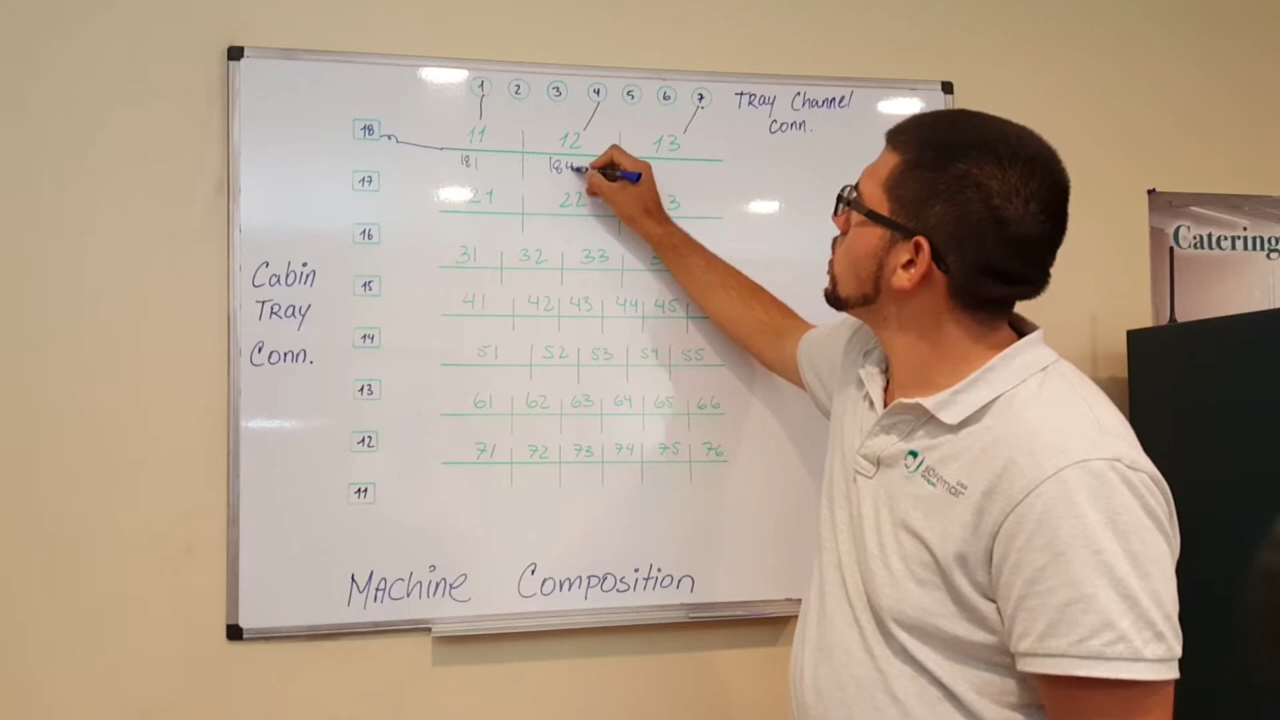 1 2 3 4 5 6 7 Tray Channel
Conn.
18 11 12 13
181 184
17
21 22 3
16
31 32 33
15
41 42 43 44 45
14
51 52 53 54 55
13
61 62 63 64 65 66
12
71 72 73 74 75 76
11
Cabin
Tray
Conn.
Machine Composition
Catering